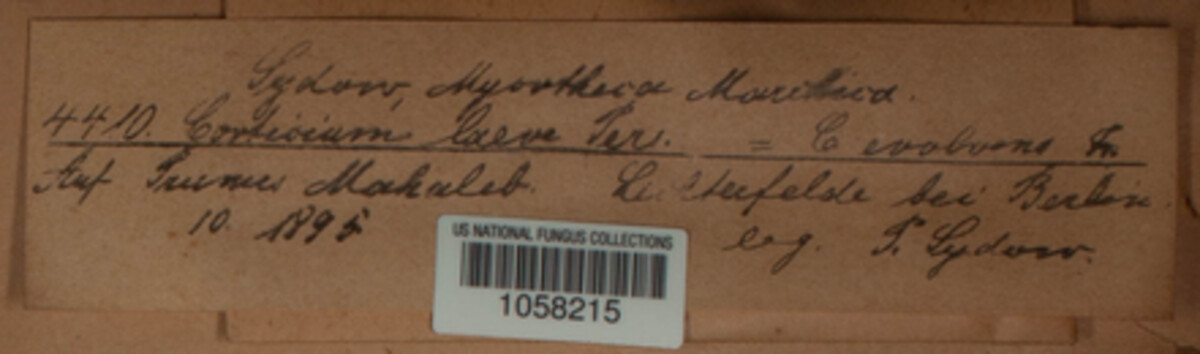 Sydow, Mycotheca Marchica.
4410. Corticium laeve Pers. = C evolvens Fr.
Auf Prunus Mahaleb. Lichterfelde bei Berlin.
10. 1895 leg. P. Sydow.
US NATIONAL FUNGUS COLLECTIONS
1058215